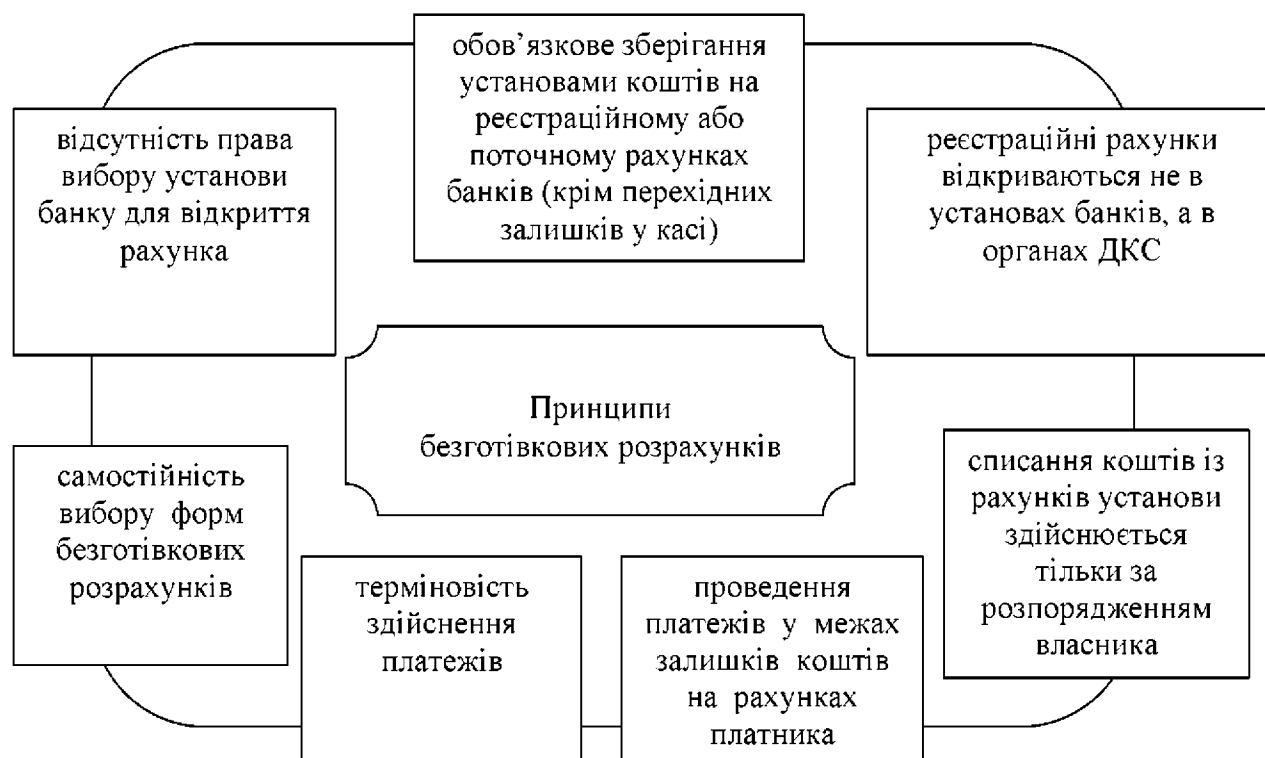 обов’язкове зберігання
установами коштів на
реєстраційному або
поточному рахунках
банків (крім перехідних
залишків у касі)
відсутність права
вибору установи
банку для відкриття
рахунка
реєстраційні рахунки
відкриваються не в
установах банків, а в
органах ДКС
Принципи
безготівкових розрахунків
самостійність
вибору форм
безготівкових
розрахунків
списання коштів із
рахунків установи
здійснюється
тільки за
розпорядженням
власника
терміновість
здійснення
платежів
проведення
платежів у межах
залишків коштів
на рахунках
платника